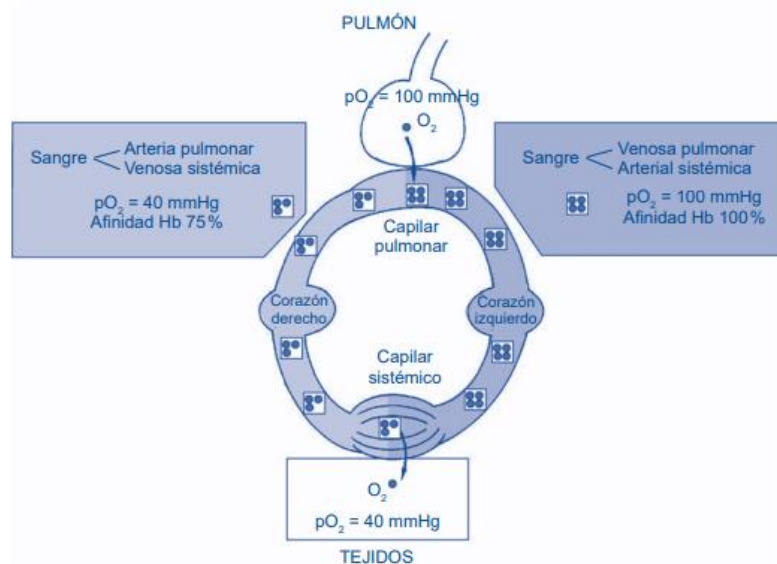 PULMÓN
pO2 = 100 mmHg
O2
Sangre
Arteria pulmonar
Venosa sistémica
pO2 = 40 mmHg
Afinidad Hb 75%
Sangre
Venosa pulmonar
Arterial sistémica
pO2 = 100 mmHg
Afinidad Hb 100%
Capilar
pulmonar
Corazón
derecho
Corazón
izquierdo
Capilar
sistémico
O2
pO2 = 40 mmHg
TEJIDOS